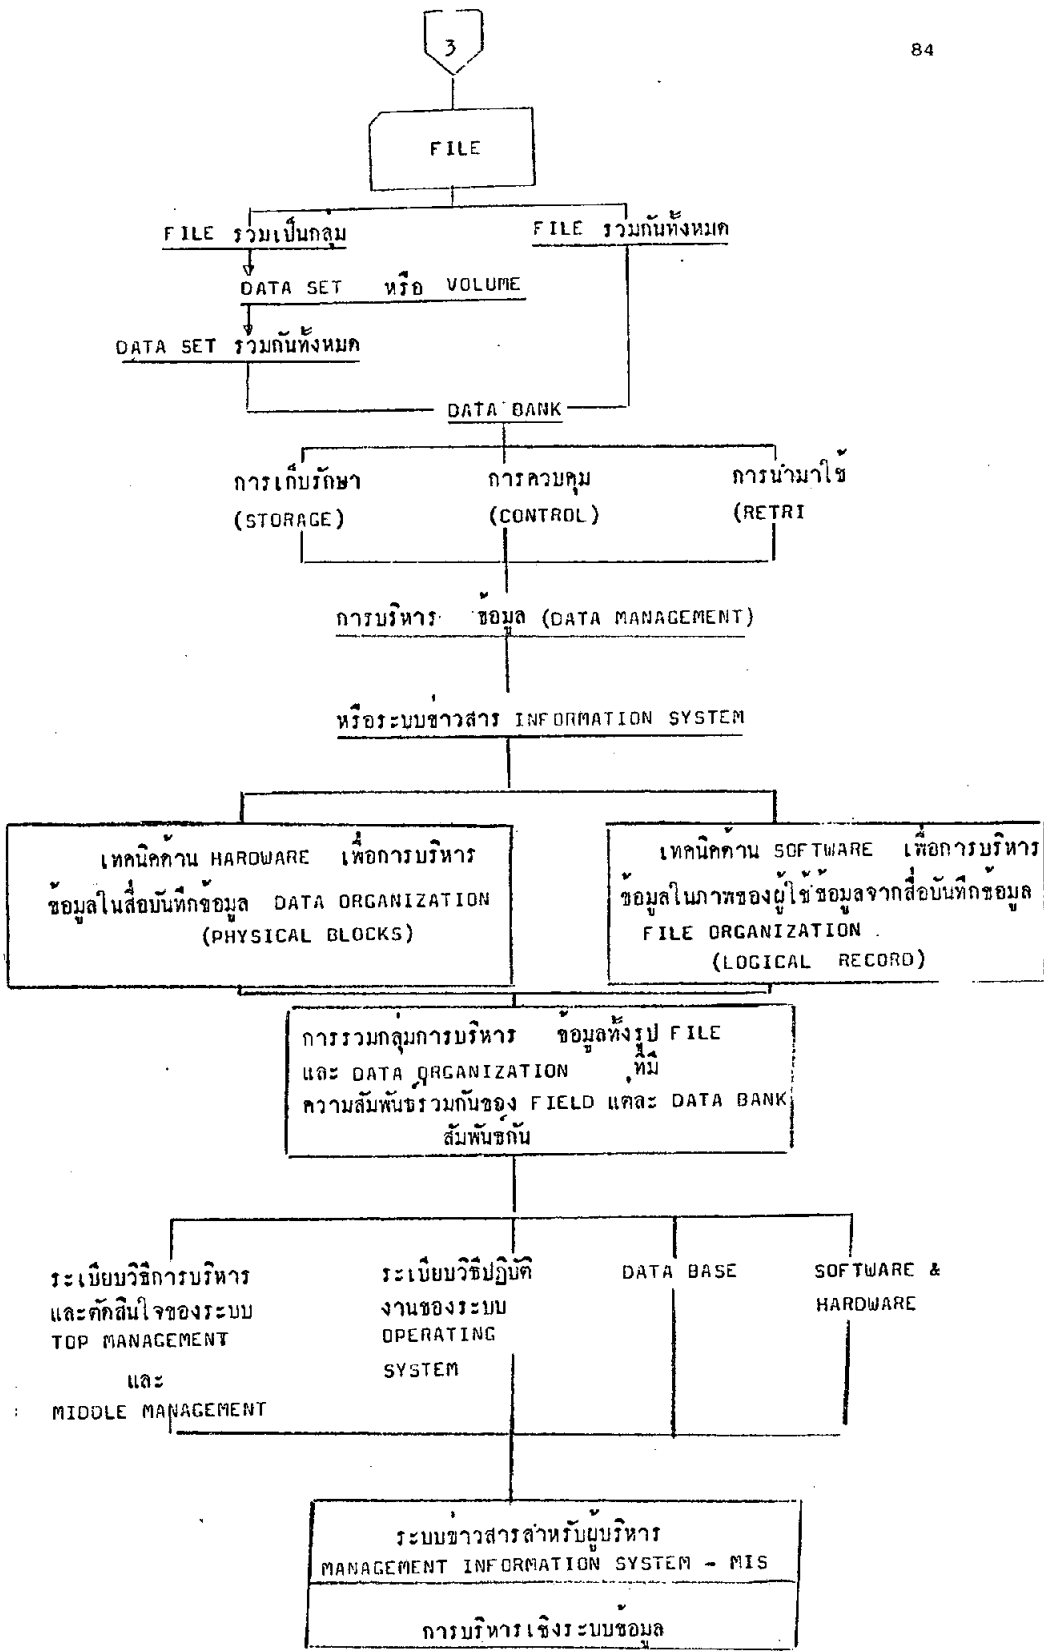 84
3
FILE
FILE รวมเป็นกลุ่ม
FILE รวมกันทั้งหมด
DATA SET หรือ VOLUME
DATA SET รวมกันทั้งหมด
DATA BANK
การเก็บรักษา
(STORAGE)
การควบคุม
(CONTROL)
การนำมาใช้
(RETRI
การบริหาร ข้อมูล (DATA MANAGEMENT)
หรือระบบข่าวสาร INFORMATION SYSTEM
เทคนิคด้าน HARDWARE เพื่อการบริหาร
ข้อมูลในสื่อบันทึกข้อมูล DATA ORGANIZATION
(PHYSICAL BLOCKS)
เทคนิคด้าน SOFTWARE เพื่อการบริหาร
ข้อมูลในภาพของผู้ใช้ข้อมูลจากสื่อบันทึกข้อมูล
FILE ORGANIZATION
(LOGICAL RECORD)
การรวมกลุ่มการบริหาร ข้อมูลทั้งรูป FILE
และ DATA ORGANIZATION ที่มี
ความสัมพันธ์รวมกันของ FIELD แต่ละ DATA BANK
สัมพันธ์กัน
ระเบียบวิธีการบริหาร
และตัดสินใจของระบบ
TOP MANAGEMENT
และ
MIDDLE MANAGEMENT
ระเบียบวิธีปฏิบัติ
งานของระบบ
OPERATING
SYSTEM
DATA BASE
SOFTWARE &
HARDWARE
ระบบข่าวสารสำหรับผู้บริหาร
MANAGEMENT INFORMATION SYSTEM - MIS
การบริหารเชิงระบบข้อมูล